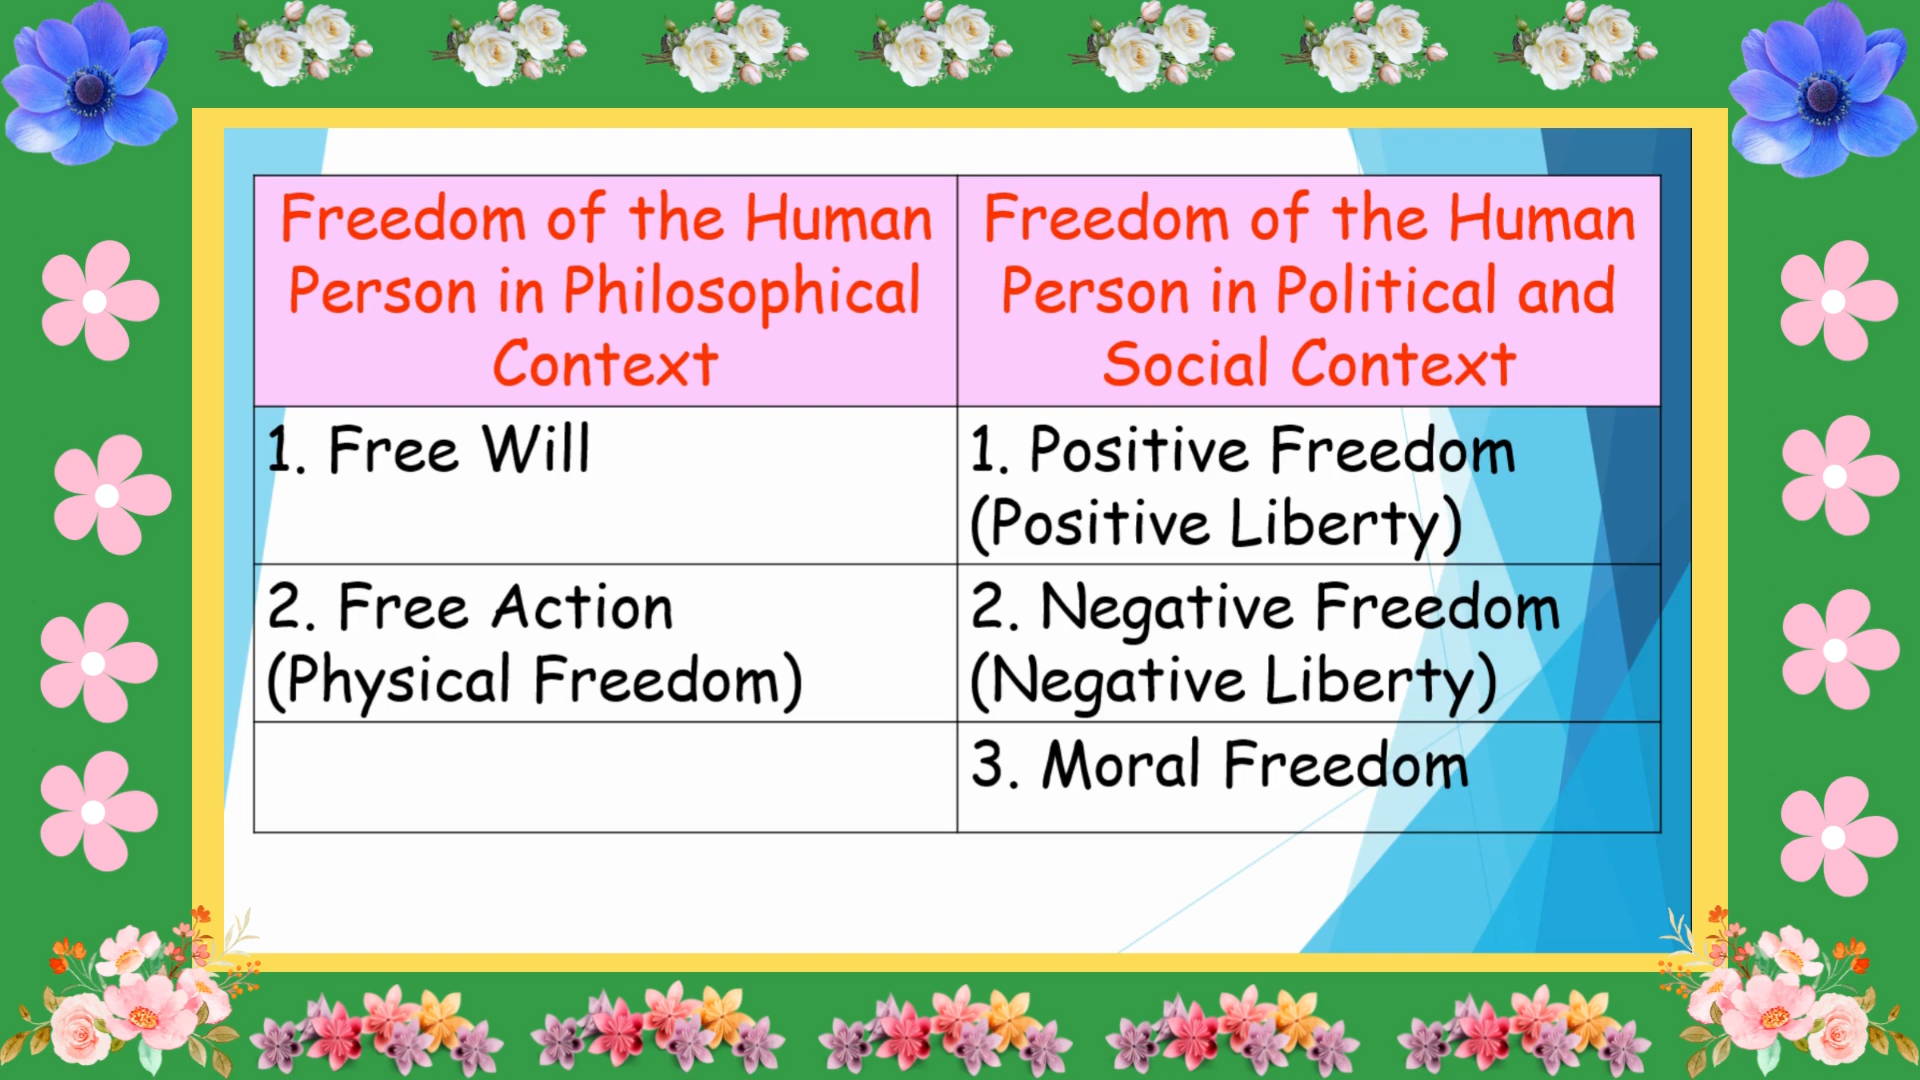 Freedom of the Human
Person in Philosophical
Context
Freedom of the Human
Person in Political and
Social Context
1. Free Will
1. Positive Freedom
(Positive Liberty)
2. Free Action
(Physical Freedom)
2. Negative Freedom
(Negative Liberty)
3. Moral Freedom